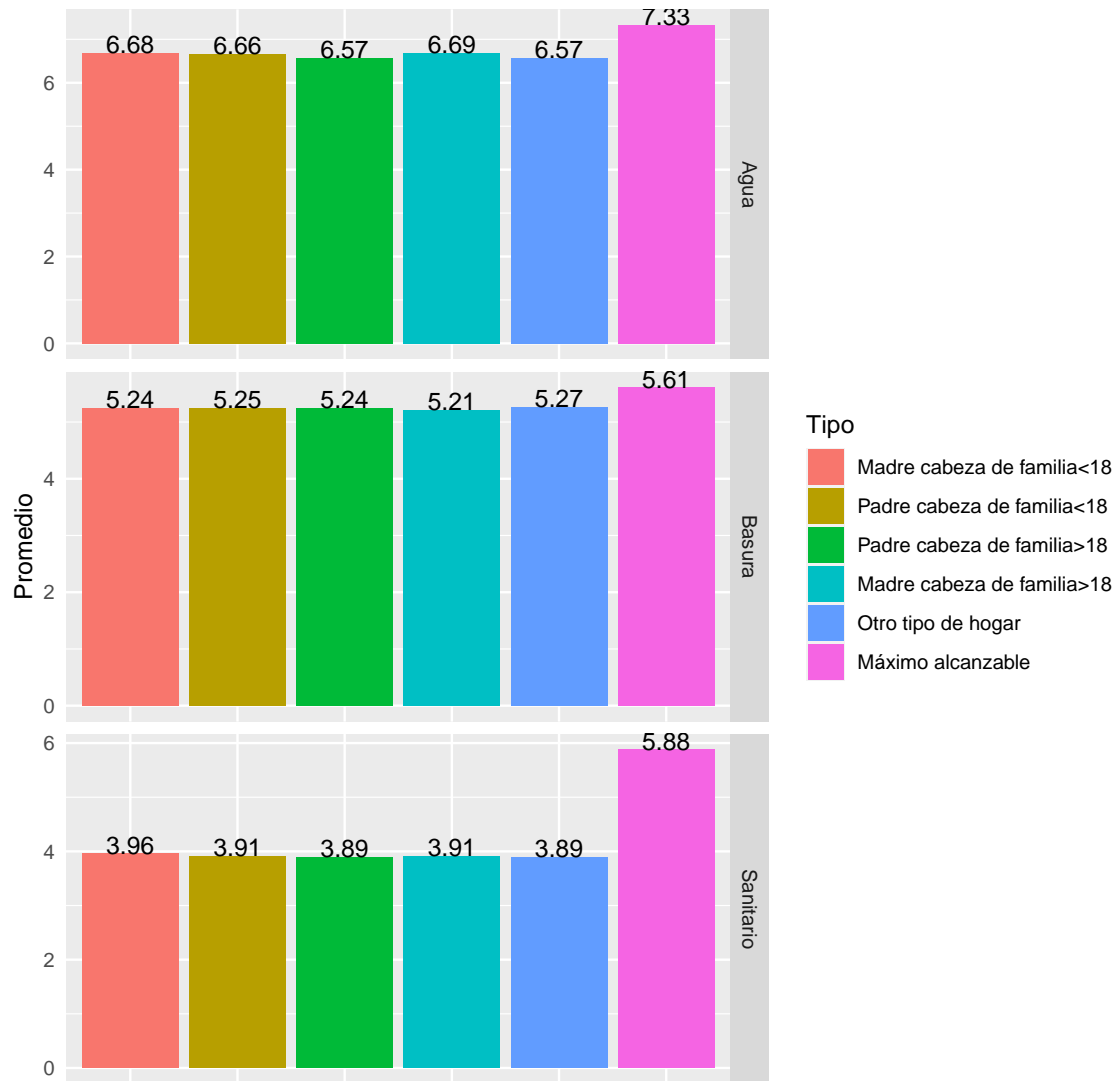 Promedio
6.68 6.66 6.57 6.69 6.57 7.33
6
4
2
0
Agua
5.24 5.25 5.24 5.21 5.27 5.61
4
2
0
Basura
3.96 3.91 3.89 3.91 3.89 5.88
6
4
2
0
Sanitario
Tipo
Madre cabeza de familia<18
Padre cabeza de familia<18
Padre cabeza de familia>18
Madre cabeza de familia>18
Otro tipo de hogar
Máximo alcanzable